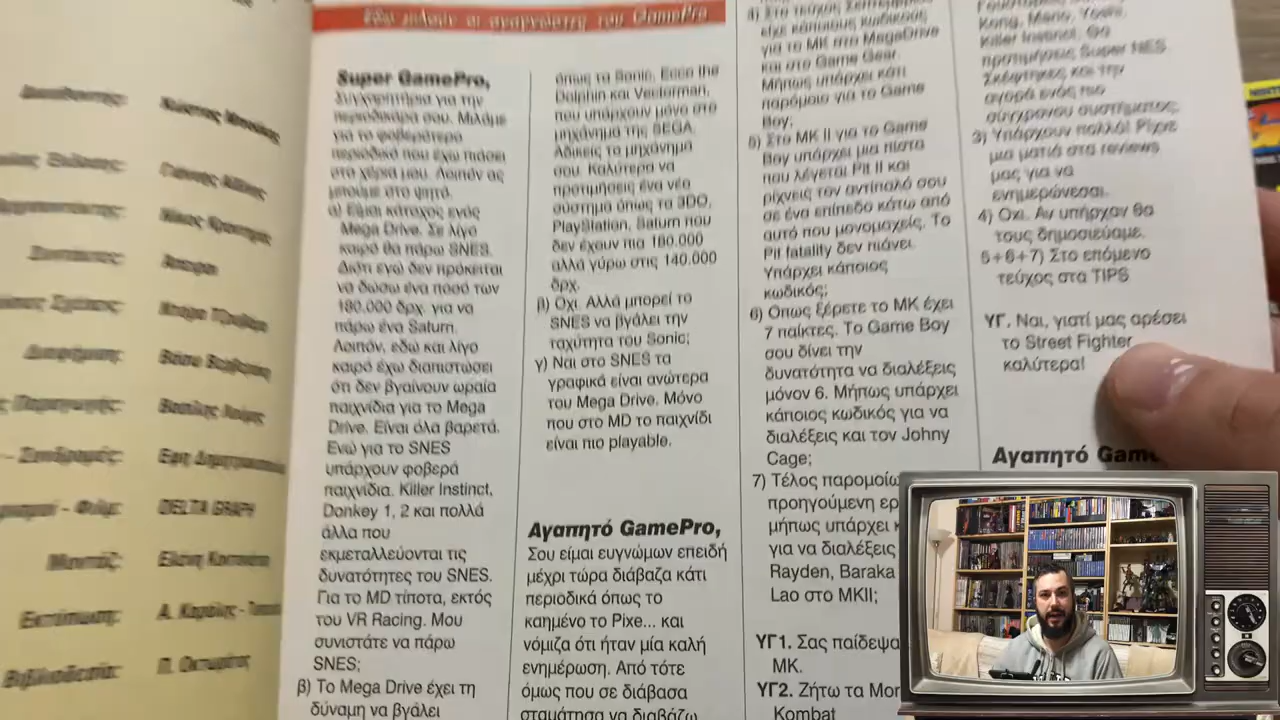 Εδώ μιλούν οι αναγνώστες του GamePro
Super GamePro,
Συγχαρητήρια για την
περιοδικάρα σου. Μιλάμε
για το φοβερότερο
περιοδικό που έχω πιάσει
στα χέρια μου. Λοιπόν ας
μπούμε στο ψητό.
α) Είμαι κάτοχος ενός
Mega Drive. Σε λίγο
καιρό θα πάρω SNES.
Διότι εγώ δεν πρόκειται
να δώσω ένα ποσό των
180.000 δρχ. για να
πάρω ένα Saturn.
Λοιπόν, εδώ και λίγο
καιρό έχω διαπιστώσει
ότι δεν βγαίνουν ωραία
παιχνίδια για το Mega
Drive. Είναι όλα βαρετά.
Ενώ για το SNES
υπάρχουν φοβερά
παιχνίδια. Killer Instinct,
Donkey 1, 2 και πολλά
άλλα που
εκμεταλλεύονται τις
δυνατότητες του SNES.
Για το MD τίποτα, εκτός
του VR Racing. Μου
συνιστάτε να πάρω
SNES;
β) Το Mega Drive έχει τη
δύναμη να βγάλει
όπως τα Sonic, Ecco the
Dolphin και Vectorman,
που υπάρχουν μόνο στο
μηχάνημα της SEGA.
Αδικείς το μηχάνημά
σου. Καλύτερα να
προτιμήσεις ένα νέο
σύστημα όπως τα 3DO,
PlayStation, Saturn που
δεν έχουν πια 180.000
αλλά γύρω στις 140.000
δρχ.
β) Όχι. Αλλά μπορεί το
SNES να βγάλει την
ταχύτητα του Sonic;
γ) Ναι στο SNES τα
γραφικά είναι ανώτερα
του Mega Drive. Μόνο
που στο MD το παιχνίδι
είναι πιο playable.
Αγαπητό GamePro,
Σου είμαι ευγνώμων επειδή
μέχρι τώρα διάβαζα κάτι
περιοδικά όπως το
καημένο το Pixe... και
νόμιζα ότι ήταν μία καλή
ενημέρωση. Από τότε
όμως που σε διάβασα
σταμάτησα να διαβάζω
4) Στο τεύχος Σεπτεμβρίου
είχε κάποιους κωδικούς
για το MK στο MegaDrive
και στο Game Gear.
Μήπως υπάρχει κάτι
παρόμοιο για το Game
Boy;
5) Στο MK II για το Game
Boy υπάρχει μια πίστα
που λέγεται Pit II και
ρίχνεις τον αντίπαλό σου
σε ένα επίπεδο κάτω από
αυτό που μονομαχείς. Το
Pit fatality δεν πιάνει.
Υπάρχει κάποιος
κωδικός;
6) Όπως ξέρετε το MK έχει
7 παίκτες. Το Game Boy
σου δίνει την
δυνατότητα να διαλέξεις
μόνον 6. Μήπως υπάρχει
κάποιος κωδικός για να
διαλέξεις και τον Johny
Cage;
7) Τέλος παρομοίω
προηγούμενη ερ
μήπως υπάρχει κ
για να διαλέξεις
Rayden, Baraka
Lao στο MKII;
ΥΓ1. Σας παίδεψα
MK.
ΥΓ2. Ζήτω τα Mor
Kombat
Kong, Mario, Yoshi,
Killer Instinct. Θα
προτιμήσεις Super NES
Σκέφτηκες και την
αγορά ενός πιο
σύγχρονου συστήματος;
3) Υπάρχουν πολλά! Ρίχτε
μια ματιά στα reviews
μας για να
ενημερώνεσαι.
4) Όχι. Αν υπήρχαν θα
τους δημοσιεύαμε.
5+6+7) Στο επόμενο
τεύχος στα TIPS
ΥΓ. Ναι, γιατί μας αρέσει
το Street Fighter
καλύτερα!
Αγαπητό Game
DELTA GRAPH